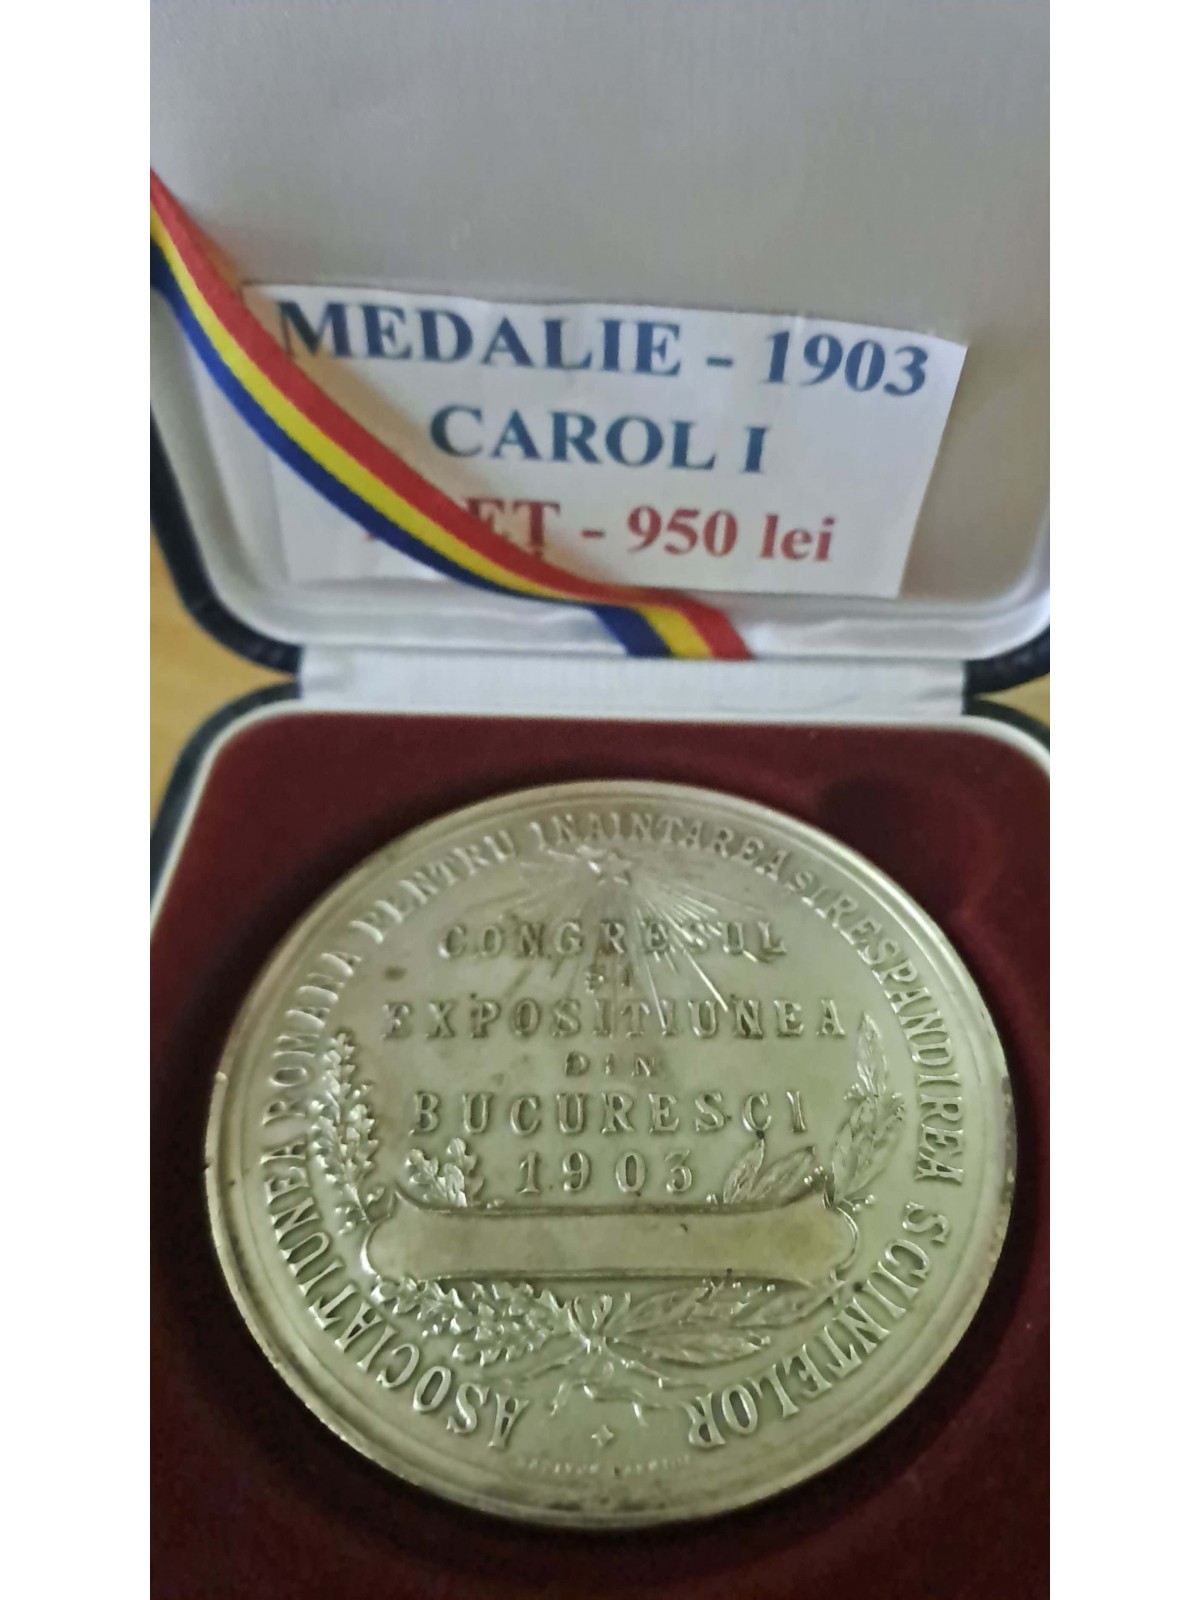 MEDALIE - 1903
CAROL I
- 950 lei
ASOCIATIUNEA ROMANA PENTRU INAINTAREA SI RESPANDIREA SCIINTELOR
CONGRESUL
SI
EXPOSITIUNEA
DIN
BUCURESCI
1903